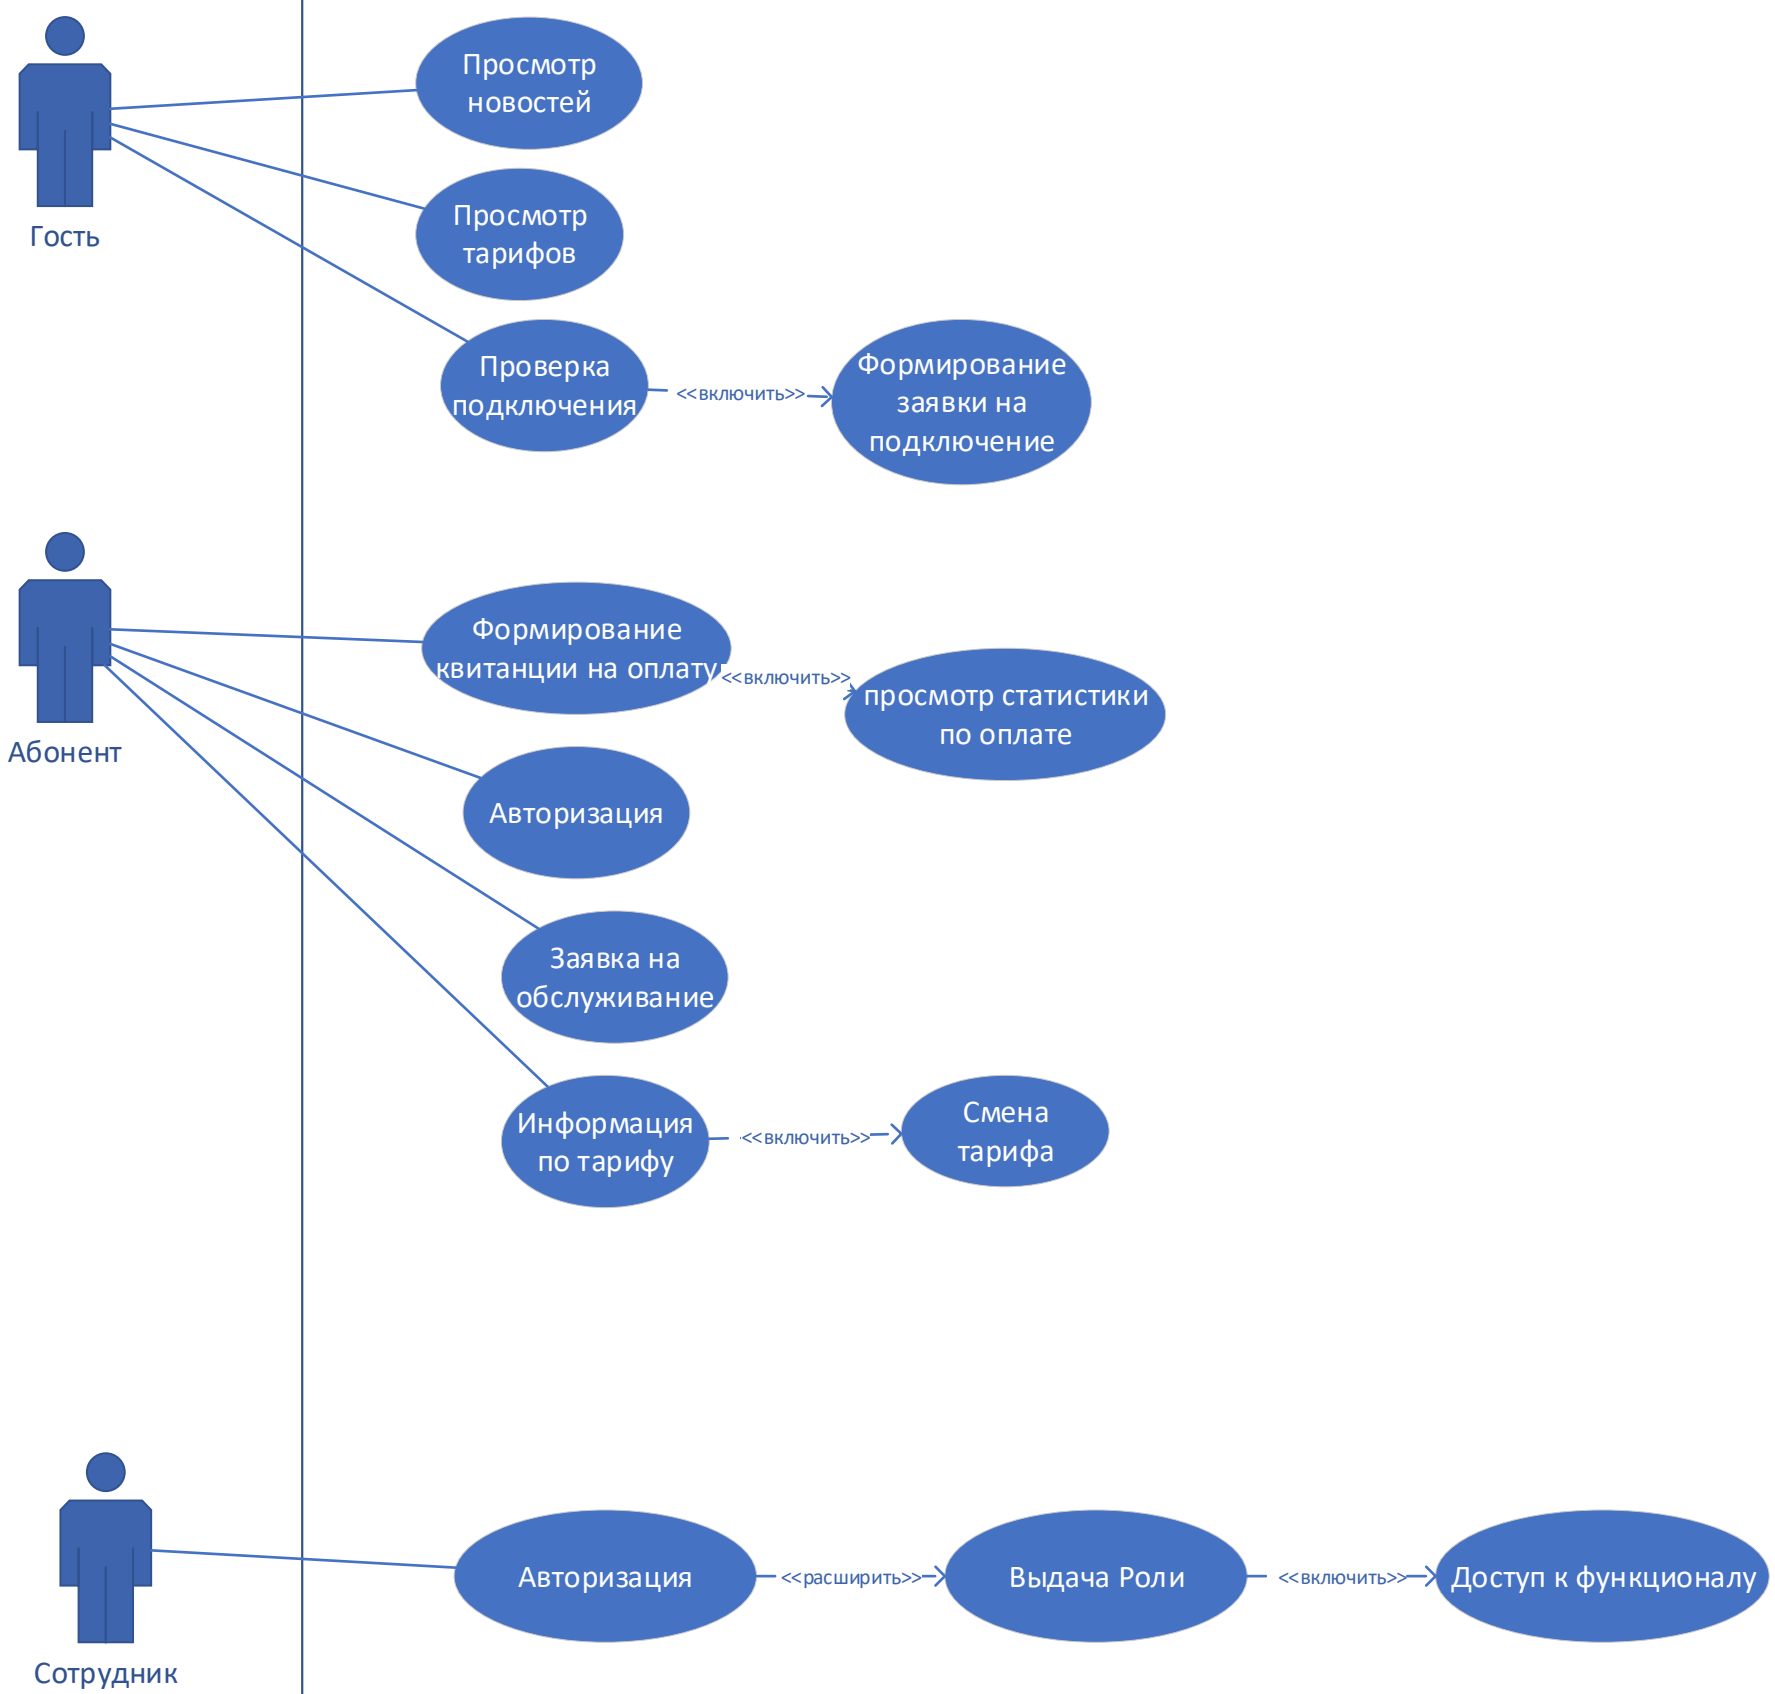 Просмотр
новостей
Гость
Просмотр
тарифов
Проверка
подключения
<<включить>>
Формирование
заявки на
подключение
Абонент
Формирование
квитанции на оплату
<<включить>>
просмотр статистики
по оплате
Авторизация
Заявка на
обслуживание
Информация
по тарифу
<<включить>>
Смена
тарифа
Сотрудник
Авторизация
<<расширить>>
Выдача Роли
<<включить>>
Доступ к функционалу